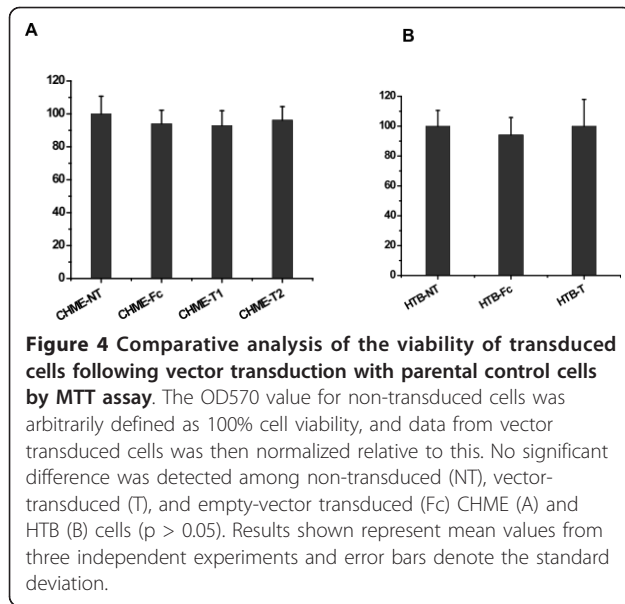 A
B
120
100
80
60
40
20
0
CHME-NT
CHME-Fc
CHME-T1
CHME-T2
120
100
80
60
40
20
0
HTB-NT
HTB-Fc
HTB-T
Figure 4 Comparative analysis of the viability of transduced
cells following vector transduction with parental control cells
by MTT assay. The OD570 value for non-transduced cells was
arbitrarily defined as 100% cell viability, and data from vector
transduced cells was then normalized relative to this. No significant
difference was detected among non-transduced (NT), vector-
transduced (T), and empty-vector transduced (Fc) CHME (A) and
HTB (B) cells (p > 0.05). Results shown represent mean values from
three independent experiments and error bars denote the standard
deviation.